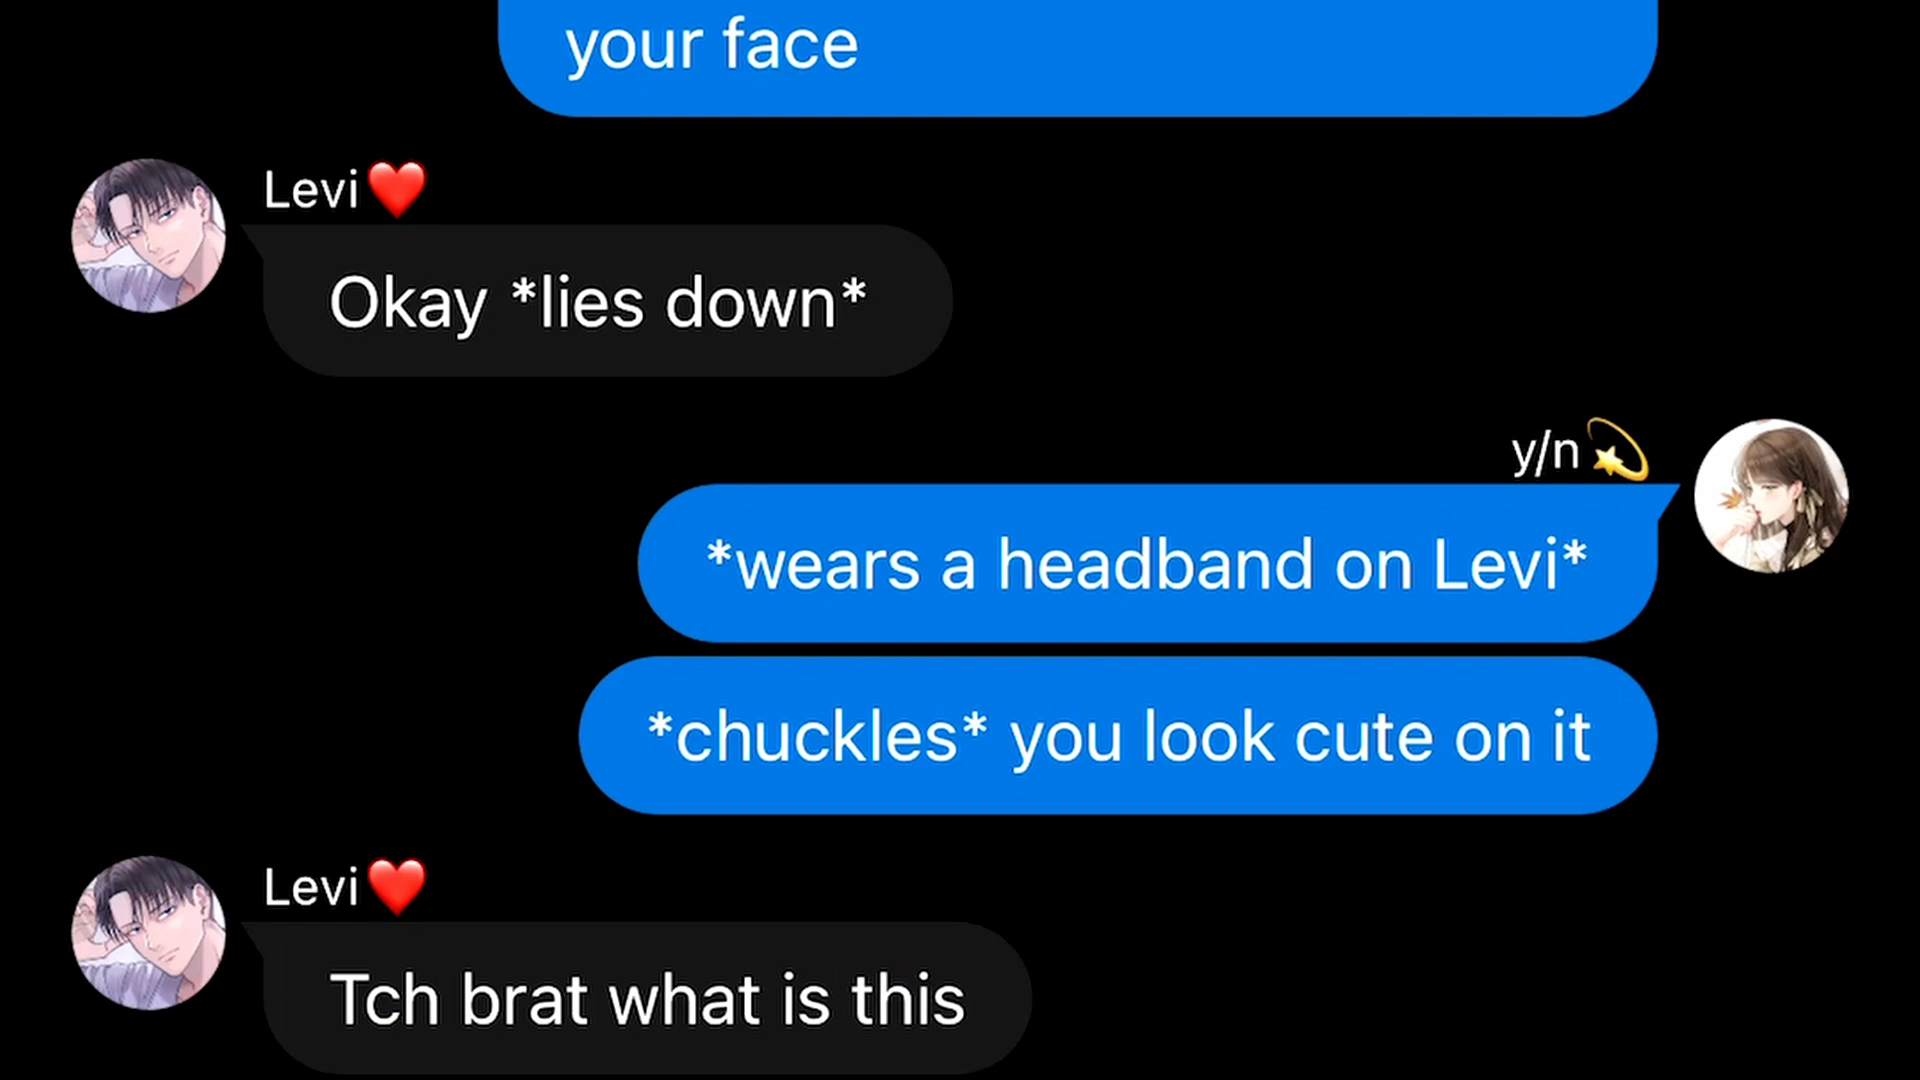 your face
Levi❤️
Okay *lies down*
y/n💫
*wears a headband on Levi*
*chuckles* you look cute on it
Levi❤️
Tch brat what is this